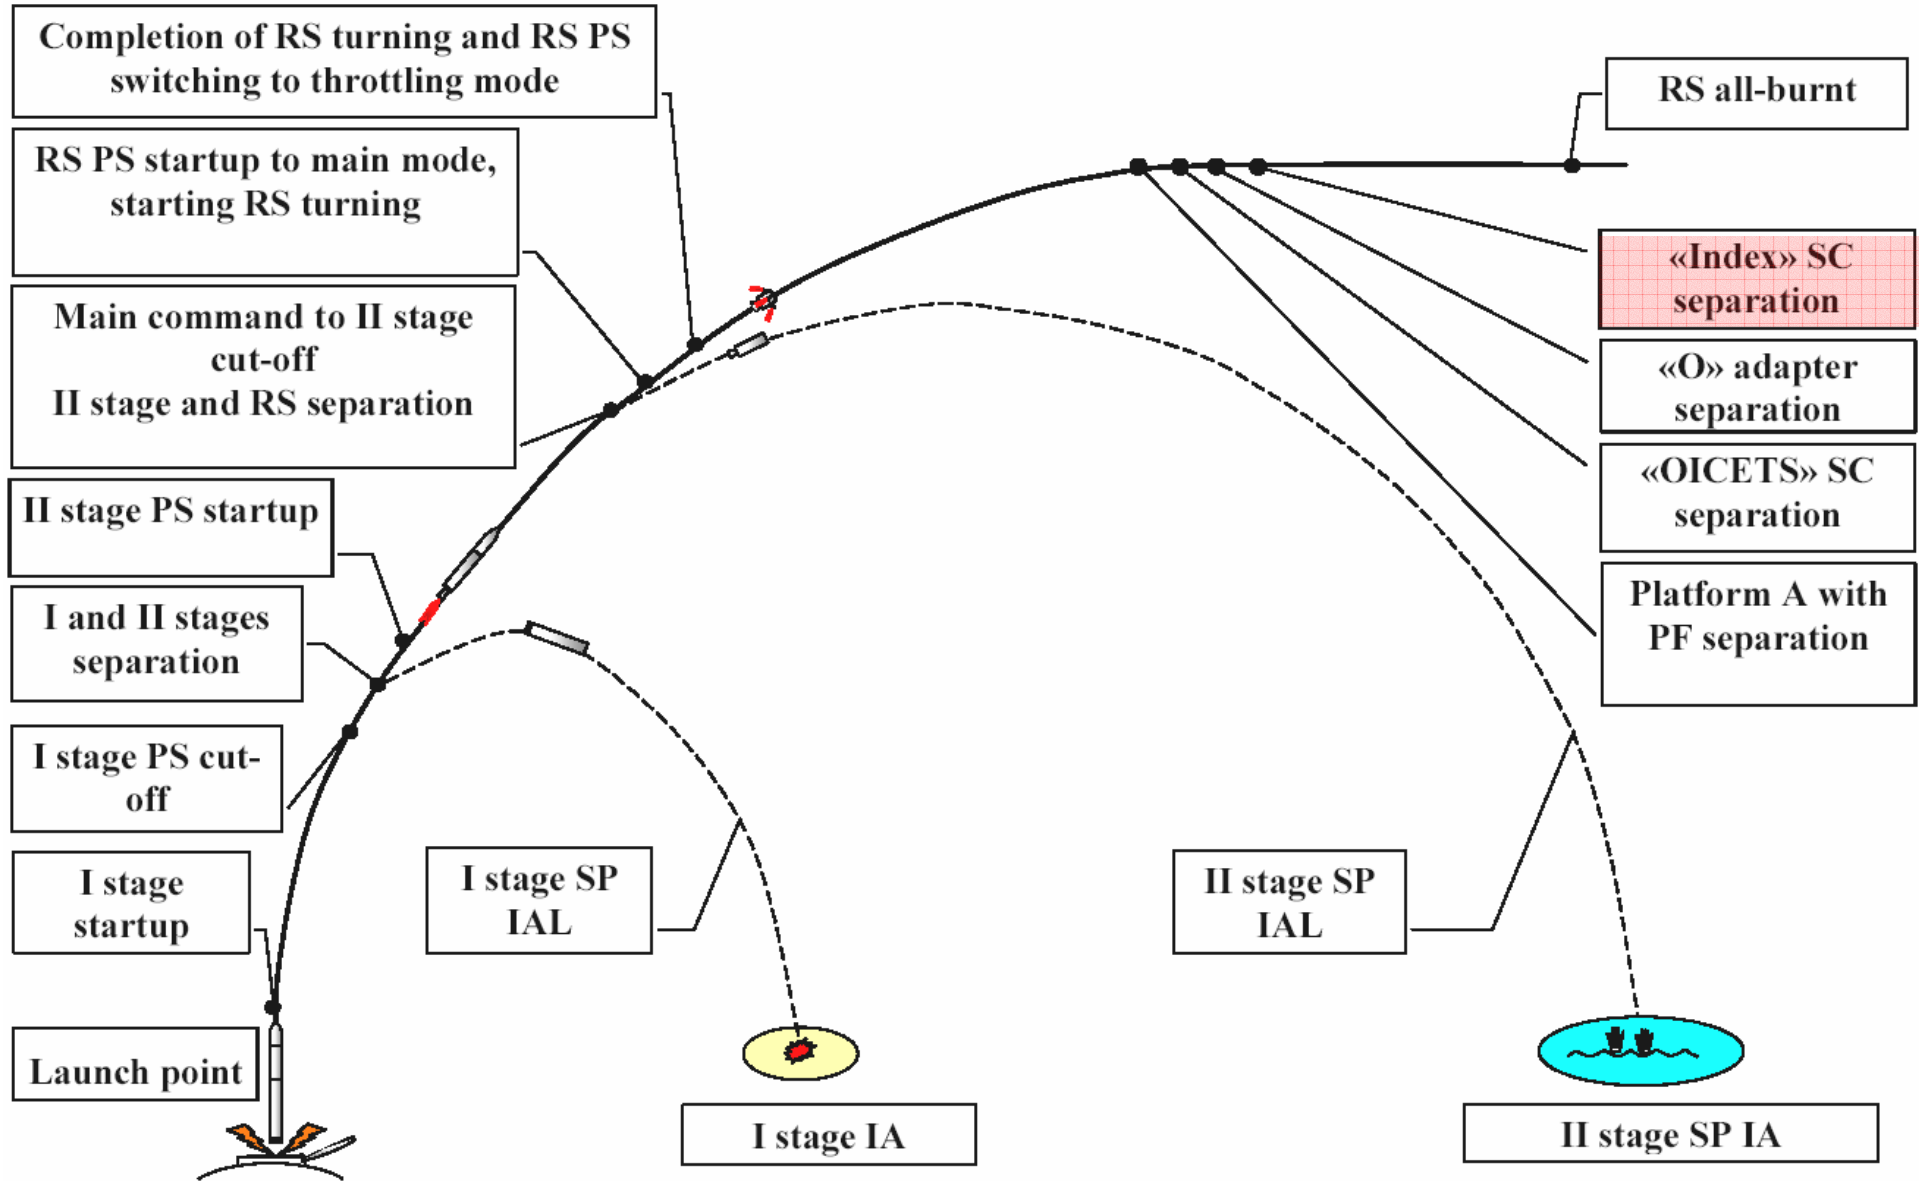 Completion of RS turning and RS PS
switching to throttling mode
RS PS startup to main mode,
starting RS turning
Main command to II stage
cut-off
II stage and RS separation
II stage PS startup
I and II stages
separation
I stage PS cut-
off
I stage
startup
Launch point
I stage SP
IAL
I stage IA
II stage SP
IAL
II stage SP IA
RS all-burnt
«Index» SC
separation
«O» adapter
separation
«OICETS» SC
separation
Platform A with
PF separation